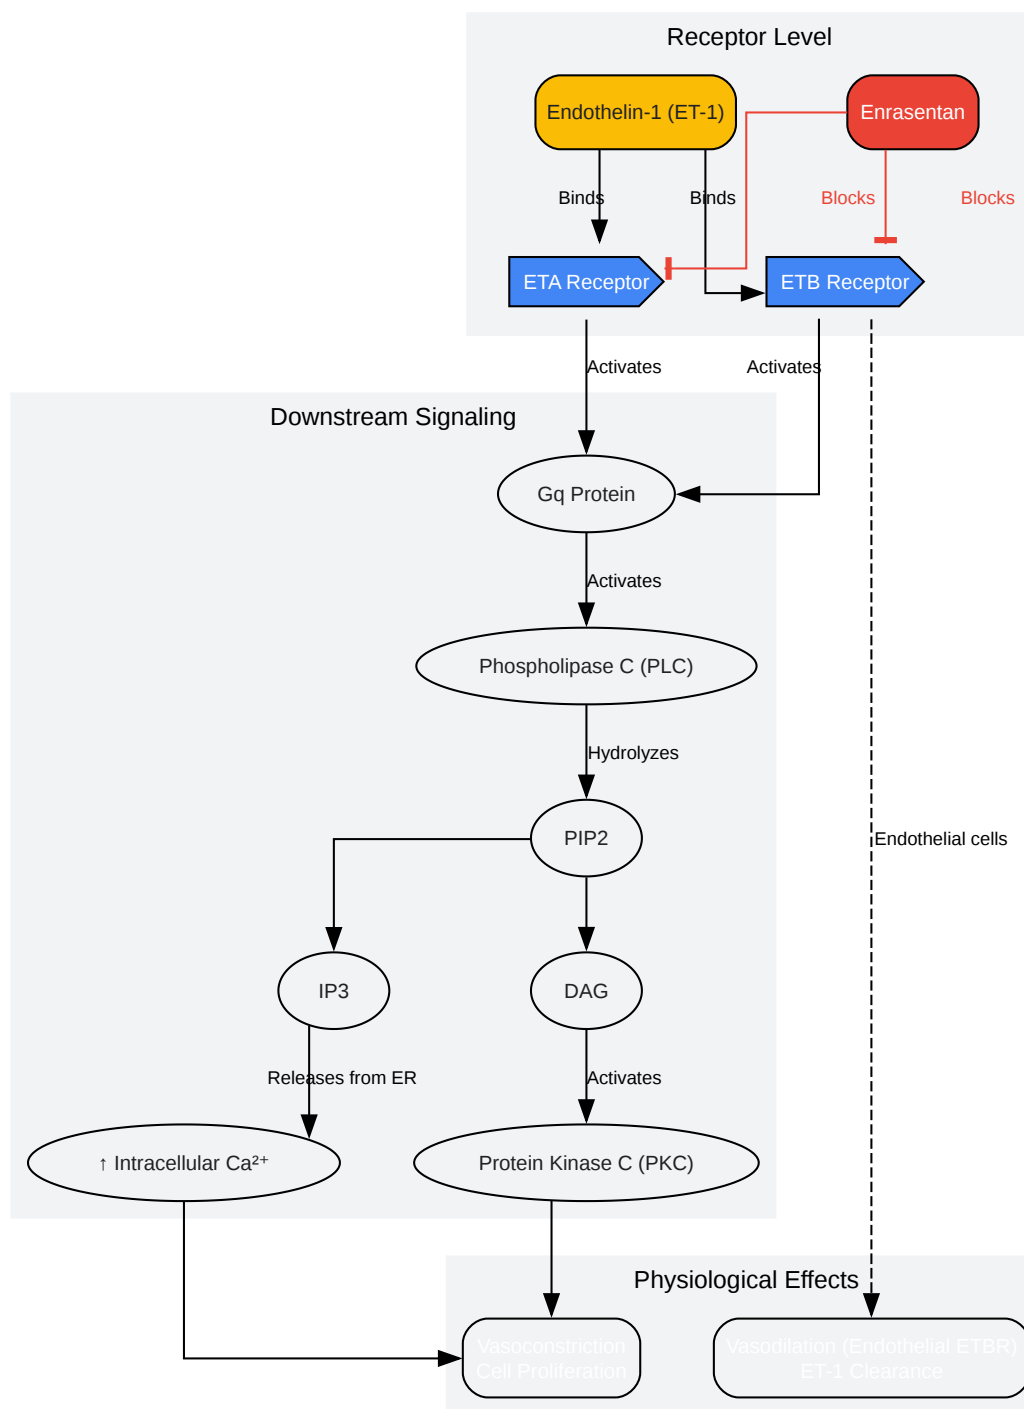 Receptor Level
Endothelin-1 (ET-1)
Enrasentan
Binds
Binds
Blocks
Blocks
ETA Receptor
ETB Receptor
Activates
Activates
Downstream Signaling
Gq Protein
Activates
Phospholipase C (PLC)
Hydrolyzes
PIP2
Endothelial cells
IP3
DAG
Releases from ER
Activates
↑ Intracellular Ca²⁺
Protein Kinase C (PKC)
Physiological Effects
Vasoconstriction
Cell Proliferation
Vasodilation (Endothelial ETBR)
ET-1 Clearance